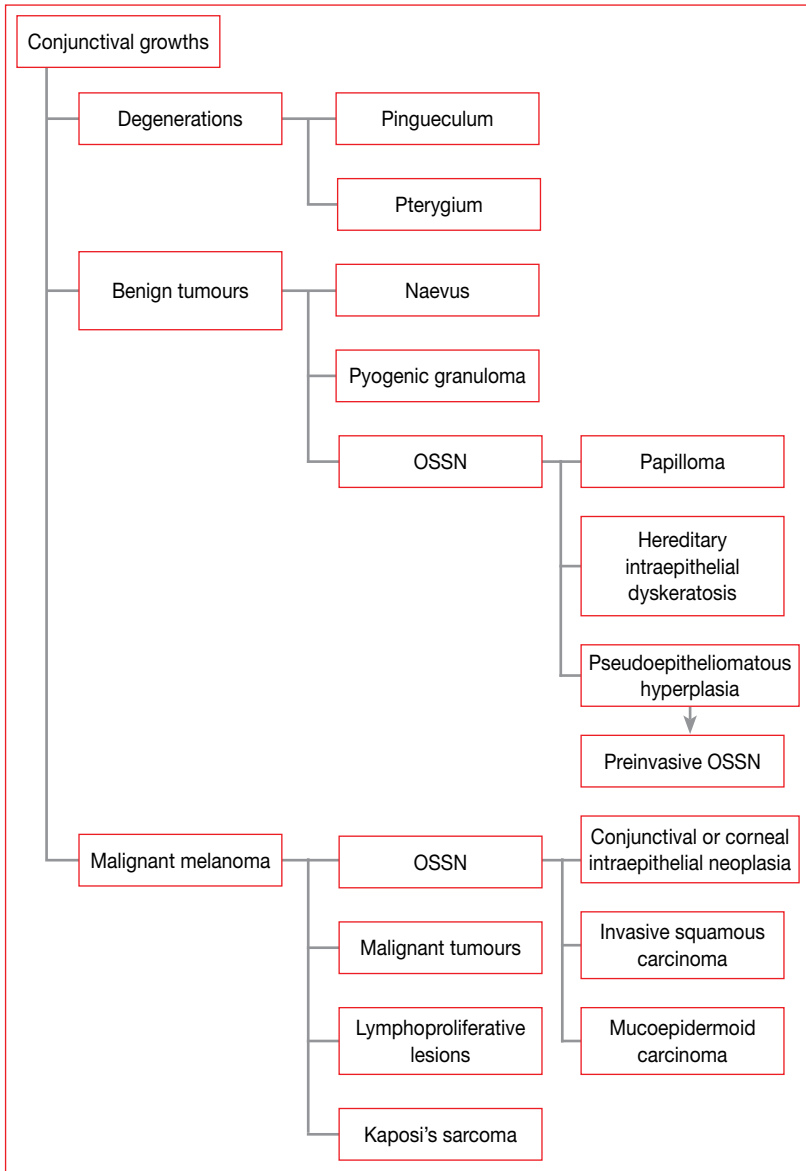 Conjunctival growths
Degenerations
Pingueculum
Pterygium
Benign tumours
Naevus
Pyogenic granuloma
OSSN
Papilloma
Hereditary
intraepithelial
dyskeratosis
Pseudoepitheliomatous
hyperplasia
Preinvasive OSSN
Malignant melanoma
OSSN
Conjunctival or corneal
intraepithelial neoplasia
Invasive squamous
carcinoma
Mucoepidermoid
carcinoma
Malignant tumours
Lymphoproliferative
lesions
Kaposi's sarcoma